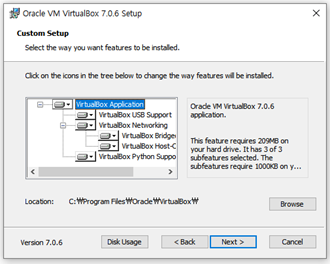 Oracle VM VirtualBox 7.0.6 Setup
Custom Setup
Select the way you want features to be installed.
Click on the icons in the tree below to change the way features will be installed.
VirtualBox Application
VirtualBox USB Support
VirtualBox Networking
VirtualBox Bridge
VirtualBox Host-C
VirtualBox Python Suppo
Oracle VM VirtualBox 7.0.6
application.
This feature requires 209MB on
your hard drive. It has 3 of 3
subfeatures selected. The
subfeatures require 1000KB on y...
Location: C:₩Program Files₩Oracle₩VirtualBox₩
Browse
Version 7.0.6 Disk Usage < Back Next > Cancel